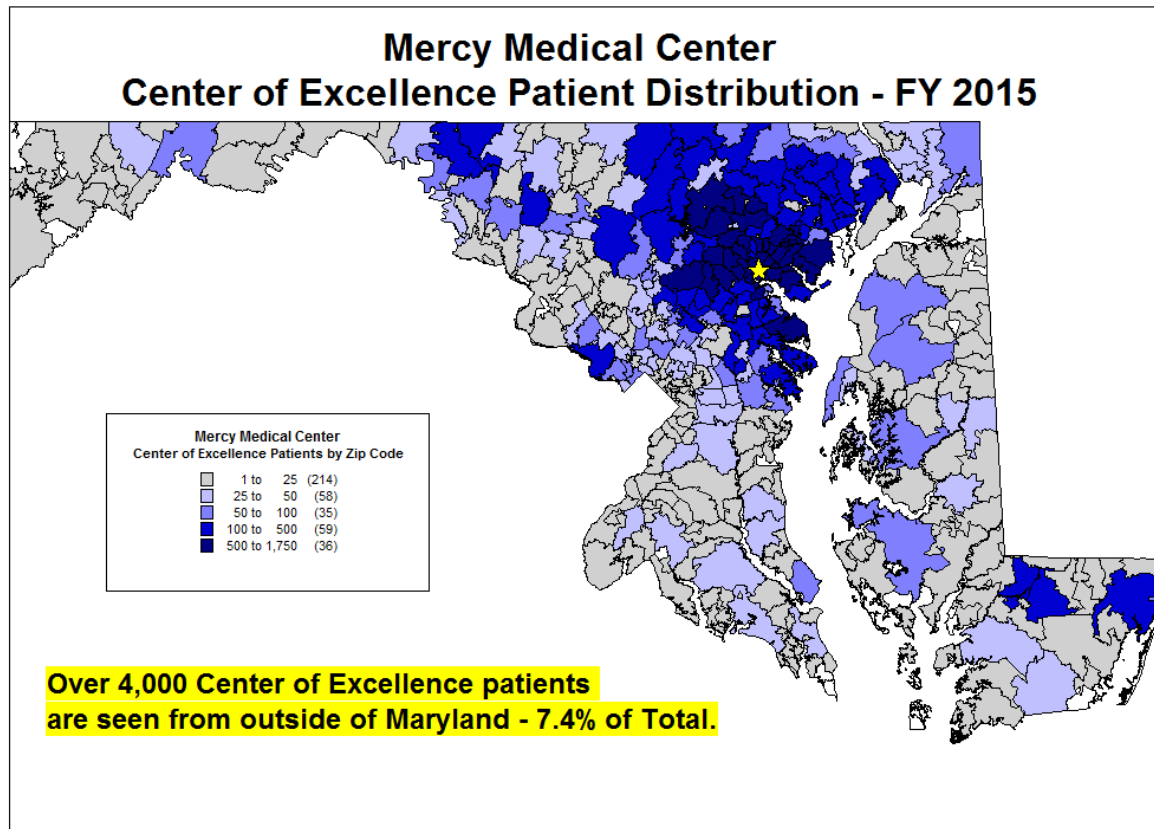 Mercy Medical Center
Center of Excellence Patient Distribution - FY 2015
Mercy Medical Center
Center of Excellence Patients by Zip Code
1 to 25 (214)
25 to 50 (58)
50 to 100 (35)
100 to 500 (59)
500 to 1,750 (36)
Over 4,000 Center of Excellence patients
are seen from outside of Maryland - 7.4% of Total.